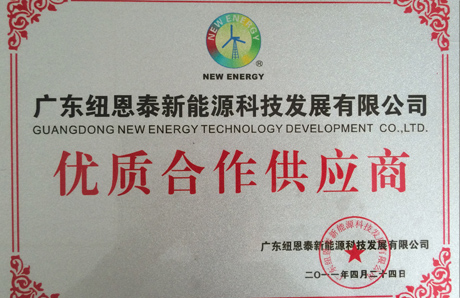 NEW ENERGY
NEW ENERGY
®
广东纽恩泰新能源科技发展有限公司
GUANGDONG NEW ENERGY TECHNOLOGY DEVELOPMENT CO.,LTD.
优质合作供应商
广东纽恩泰新能源科技发展有限公司
二〇一一年四月二十四日